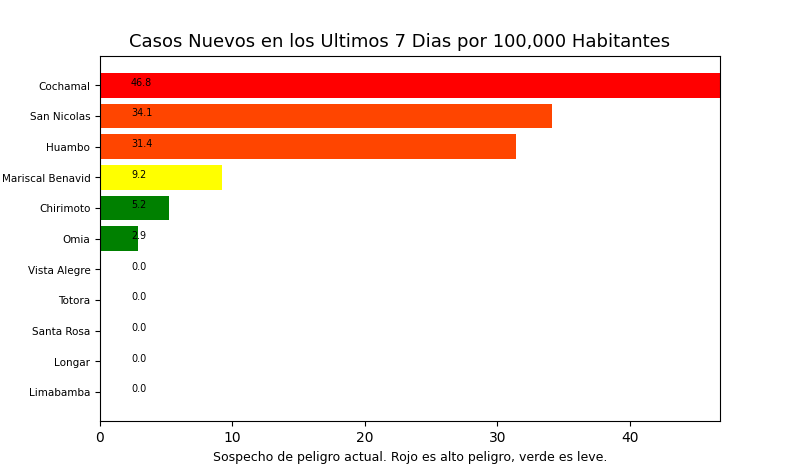 Casos Nuevos en los Ultimos 7 Dias por 100,000 Habitantes
Cochamal 46.8
San Nicolas 34.1
Huambo 31.4
Mariscal Benavid 9.2
Chirimoto 5.2
Omia 2.9
Vista Alegre 0.0
Totora 0.0
Santa Rosa 0.0
Longar 0.0
Limabamba 0.0
0 10 20 30 40
Sospecho de peligro actual. Rojo es alto peligro, verde es leve.